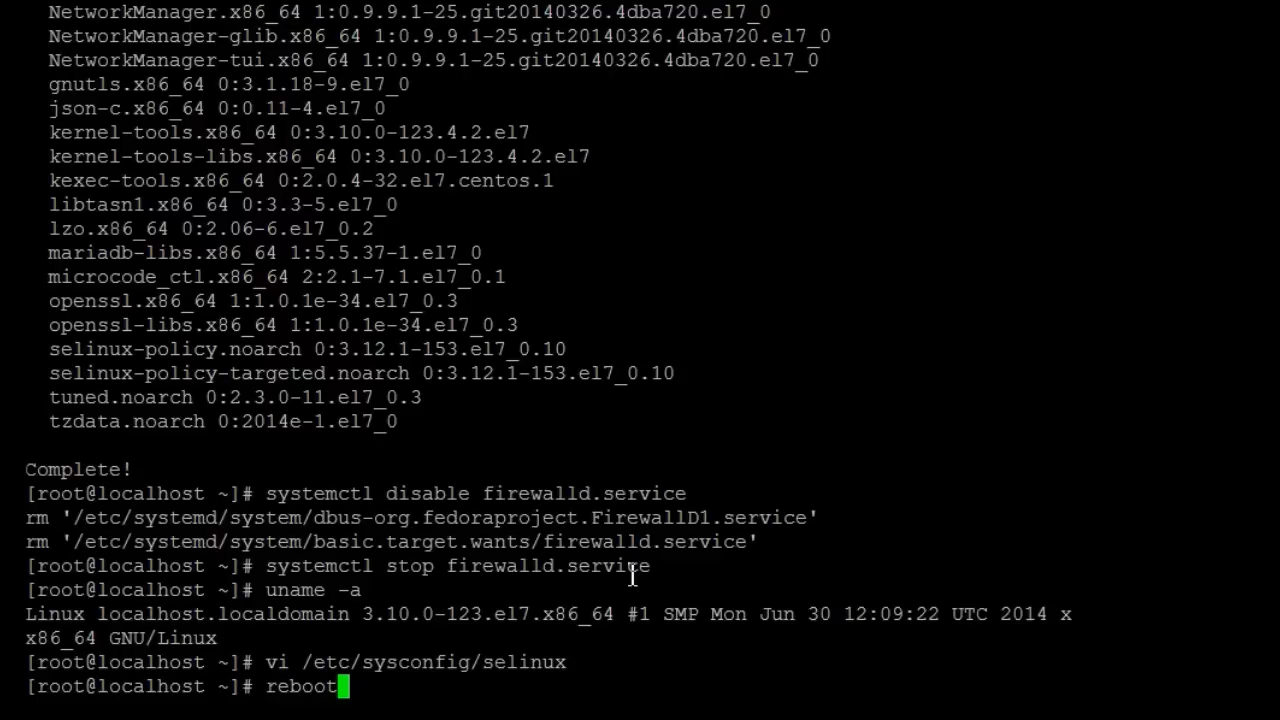 NetworkManager.x86_64 1:0.9.9.1-25.git20140326.4dba720.el7_0
NetworkManager-glib.x86_64 1:0.9.9.1-25.git20140326.4dba720.el7_0
NetworkManager-tui.x86_64 1:0.9.9.1-25.git20140326.4dba720.el7_0
gnutls.x86_64 0:3.1.18-9.el7_0
json-c.x86_64 0:0.11-4.el7_0
kernel-tools.x86_64 0:3.10.0-123.4.2.el7
kernel-tools-libs.x86_64 0:3.10.0-123.4.2.el7
kexec-tools.x86_64 0:2.0.4-32.el7.centos.1
libtasn1.x86_64 0:3.3-5.el7_0
lzo.x86_64 0:2.06-6.el7_0.2
mariadb-libs.x86_64 1:5.5.37-1.el7_0
microcode_ctl.x86_64 2:2.1-7.1.el7_0.1
openssl.x86_64 1:1.0.1e-34.el7_0.3
openssl-libs.x86_64 1:1.0.1e-34.el7_0.3
selinux-policy.noarch 0:3.12.1-153.el7_0.10
selinux-policy-targeted.noarch 0:3.12.1-153.el7_0.10
tuned.noarch 0:2.3.0-11.el7_0.3
tzdata.noarch 0:2014e-1.el7_0
Complete!
[root@localhost ~]# systemctl disable firewalld.service
rm '/etc/systemd/system/dbus-org.fedoraproject.FirewallD1.service'
rm '/etc/systemd/system/basic.target.wants/firewalld.service'
[root@localhost ~]# systemctl stop firewalld.service
[root@localhost ~]# uname -a
Linux localhost.localdomain 3.10.0-123.el7.x86_64 #1 SMP Mon Jun 30 12:09:22 UTC 2014 x
x86_64 GNU/Linux
[root@localhost ~]# vi /etc/sysconfig/selinux
[root@localhost ~]# reboot